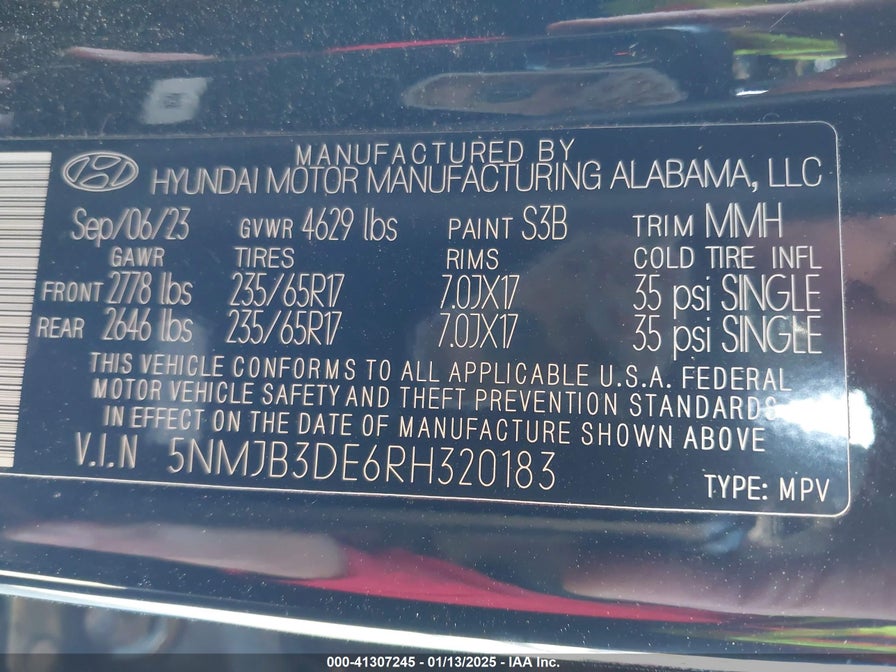 MANUFACTURED BY
HYUNDAI MOTOR MANUFACTURING ALABAMA, LLC
Sep/06/23 GVWR 4629 lbs PAINT S3B TRIM MMH
GAWR TIRES RIMS COLD TIRE INFL
FRONT 2778 lbs 235/65R17 7.0JX17 35 psi SINGLE
REAR 2646 lbs 235/65R17 7.0JX17 35 psi SINGLE
THIS VEHICLE CONFORMS TO ALL APPLICABLE U.S.A. FEDERAL
MOTOR VEHICLE SAFETY AND THEFT PREVENTION STANDARDS
IN EFFECT ON THE DATE OF MANUFACTURE SHOWN ABOVE
V.I.N 5NMJB3DE6RH320183
TYPE: MPV
000-41307245 - 01/13/2025 - IAA Inc.